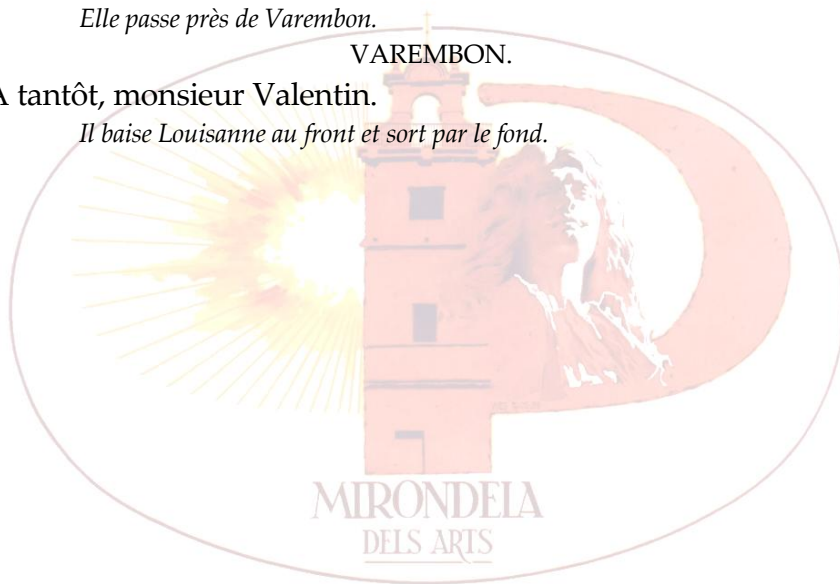 Elle passe près de Varembon.
VAREMBON.
A tantôt, monsieur Valentin.
Il baise Louisanne au front et sort par le fond.
MIRONDELA
DELS ARTS